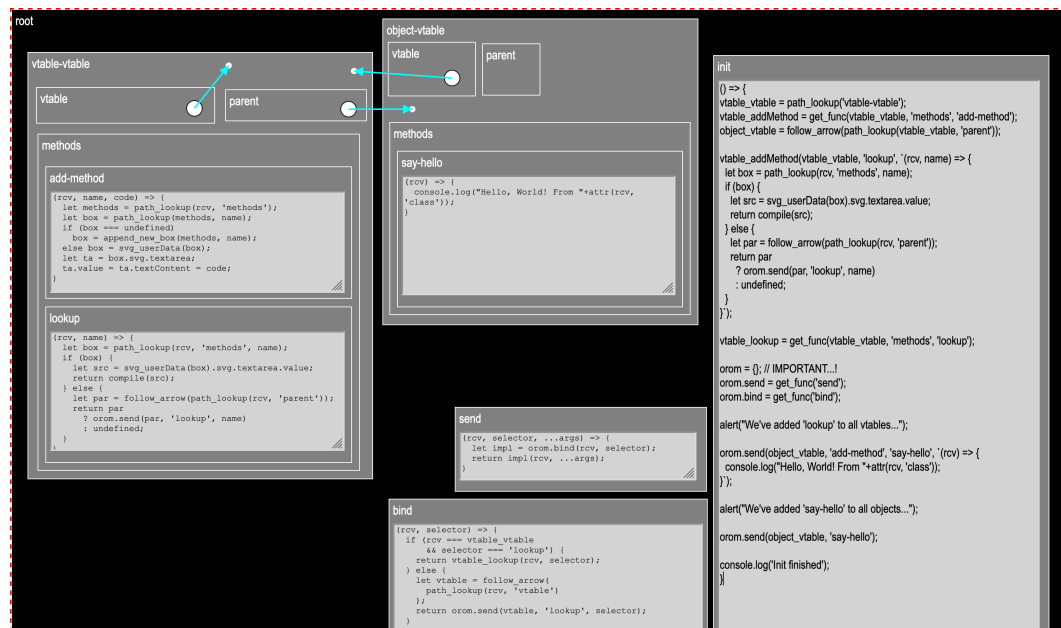 root
vtable-vtable
vtable
parent
methods
add-method
(rcv, name, code) => {
  let methods = path_lookup(rcv, 'methods');
  let box = path_lookup(methods, name);
  if (box === undefined)
    box = append_new_box(methods, name);
  else box = svg_userData(box);
  let ta = box.svg.textarea;
  ta.value = ta.textContent = code;
}
lookup
(rcv, name) => {
  let box = path_lookup(rcv, 'methods', name);
  if (box) {
    let src = svg_userData(box).svg.textarea.value;
    return compile(src);
  } else {
    let par = follow_arrow(path_lookup(rcv, 'parent'));
    return par
      ? orom.send(par, 'lookup', name)
      : undefined;
  }
}
object-vtable
vtable
parent
methods
say-hello
(rcv) => {
  console.log("Hello, World! From "+attr(rcv,
'class'));
}
send
(rcv, selector, ...args) => {
  let impl = orom.bind(rcv, selector);
  return impl(rcv, ...args);
}
bind
(rcv, selector) => {
  if (rcv === vtable_vtable
      && selector === 'lookup') {
    return vtable_lookup(rcv, selector);
  } else {
    let vtable = follow_arrow(
      path_lookup(rcv, 'vtable')
    );
    return orom.send(vtable, 'lookup', selector);
  }
init
() => {
vtable_vtable = path_lookup('vtable-vtable');
vtable_addMethod = get_func(vtable_vtable, 'methods', 'add-method');
object_vtable = follow_arrow(path_lookup(vtable_vtable, 'parent'));

vtable_addMethod(vtable_vtable, 'lookup', `(rcv, name) => {
  let box = path_lookup(rcv, 'methods', name);
  if (box) {
    let src = svg_userData(box).svg.textarea.value;
    return compile(src);
  } else {
    let par = follow_arrow(path_lookup(rcv, 'parent'));
    return par
      ? orom.send(par, 'lookup', name)
      : undefined;
  }
}`);

vtable_lookup = get_func(vtable_vtable, 'methods', 'lookup');

orom = {}; // IMPORTANT...!
orom.send = get_func('send');
orom.bind = get_func('bind');

alert("We've added 'lookup' to all vtables...");

orom.send(object_vtable, 'add-method', 'say-hello', `(rcv) => {
  console.log("Hello, World! From "+attr(rcv, 'class'));
}`);

alert("We've added 'say-hello' to all objects...");

orom.send(object_vtable, 'say-hello');

console.log('Init finished');
}